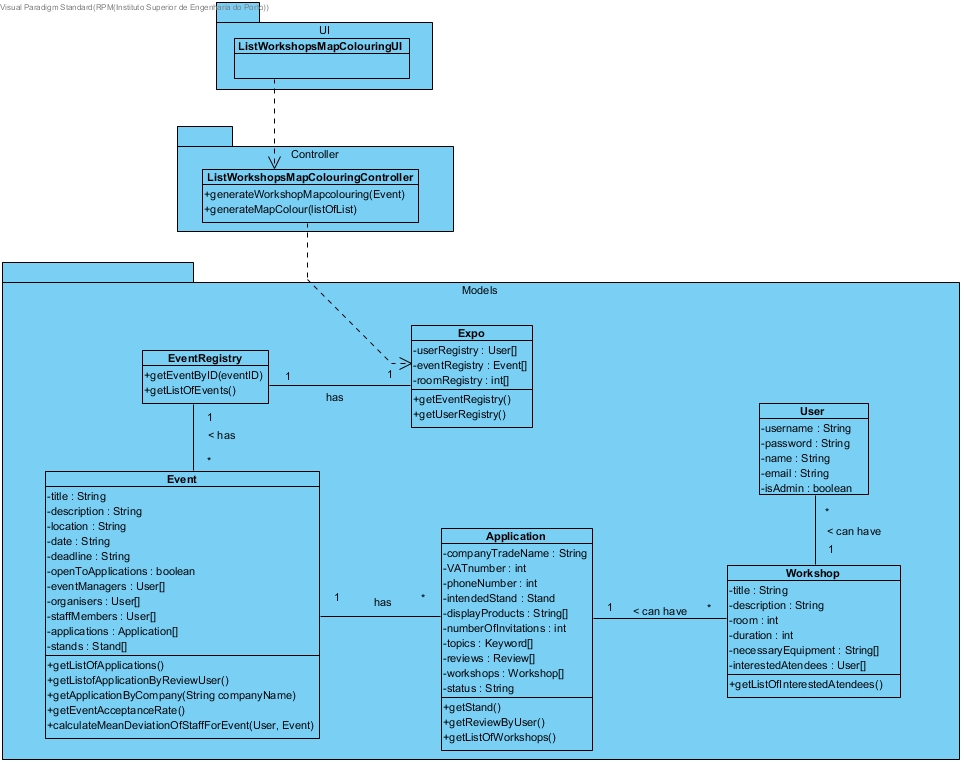 Visual Paradigm Standard(RPM(Instituto Superior de Engenharia do Porto))
UI
ListWorkshopsMapColouringUI
Controller
ListWorkshopsMapColouringController
+generateWorkshopMapcolouring(Event)
+generateMapColour(listOfList)
Models
Expo
-userRegistry : User[]
-eventRegistry : Event[]
-roomRegistry : int[]
+getEventRegistry()
+getUserRegistry()
EventRegistry
+getEventByID(eventID)
+getListOfEvents()
1
1
has
1
< has
*
Event
-title : String
-description : String
-location : String
-date : String
-deadline : String
-openToApplications : boolean
-eventManagers : User[]
-organisers : User[]
-staffMembers : User[]
-applications : Application[]
-stands : Stand[]
+getListOfApplications()
+getListofApplicationByReviewUser()
+getApplicationByCompany(String companyName)
+getEventAcceptanceRate()
+calculateMeanDeviationOfStaffForEvent(User, Event)
1
has
*
Application
-companyTradeName : String
-VATnumber : int
-phoneNumber : int
-intendedStand : Stand
-displayProducts : String[]
-numberOfInvitations : int
-topics : Keyword[]
-reviews : Review[]
-workshops : Workshop[]
-status : String
+getStand()
+getReviewByUser()
+getListOfWorkshops()
1
< can have
*
User
-username : String
-password : String
-name : String
-email : String
-isAdmin : boolean
*
< can have
1
Workshop
-title : String
-description : String
-room : int
-duration : int
-necessaryEquipment : String[]
-interestedAtendees : User[]
+getListOfInterestedAtendees()